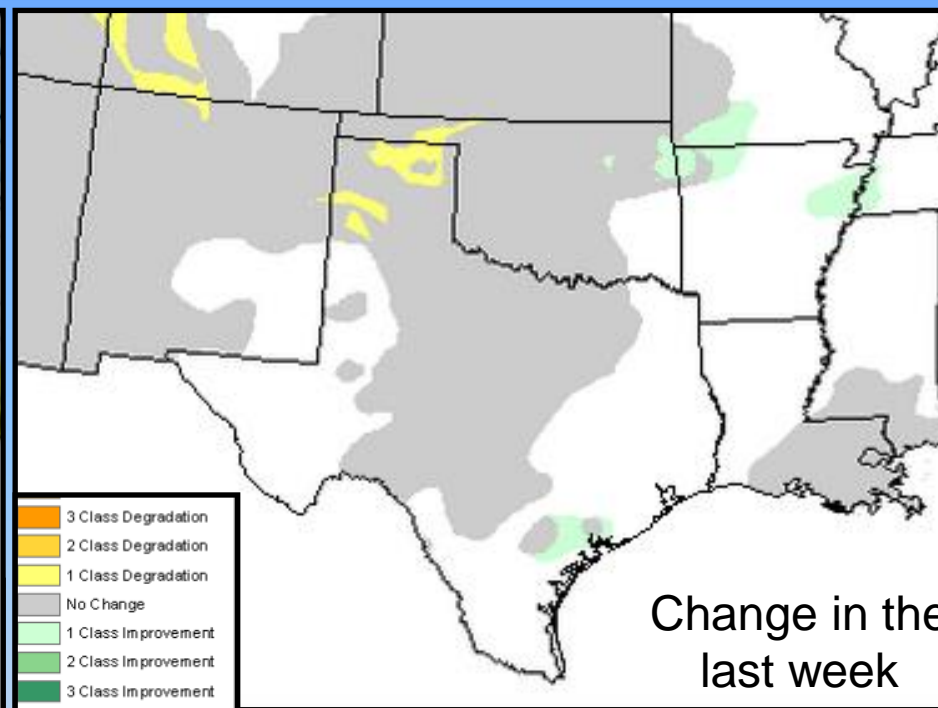 3 Class Degradation
2 Class Degradation
1 Class Degradation
No Change
1 Class Improvement
2 Class Improvement
3 Class Improvement
Change in the
last week